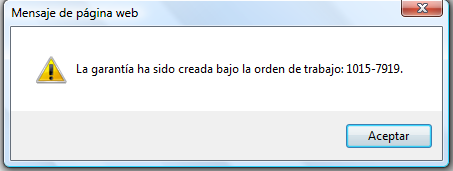 Mensaje de página web
La garantía ha sido creada bajo la orden de trabajo: 1015-7919.
Aceptar